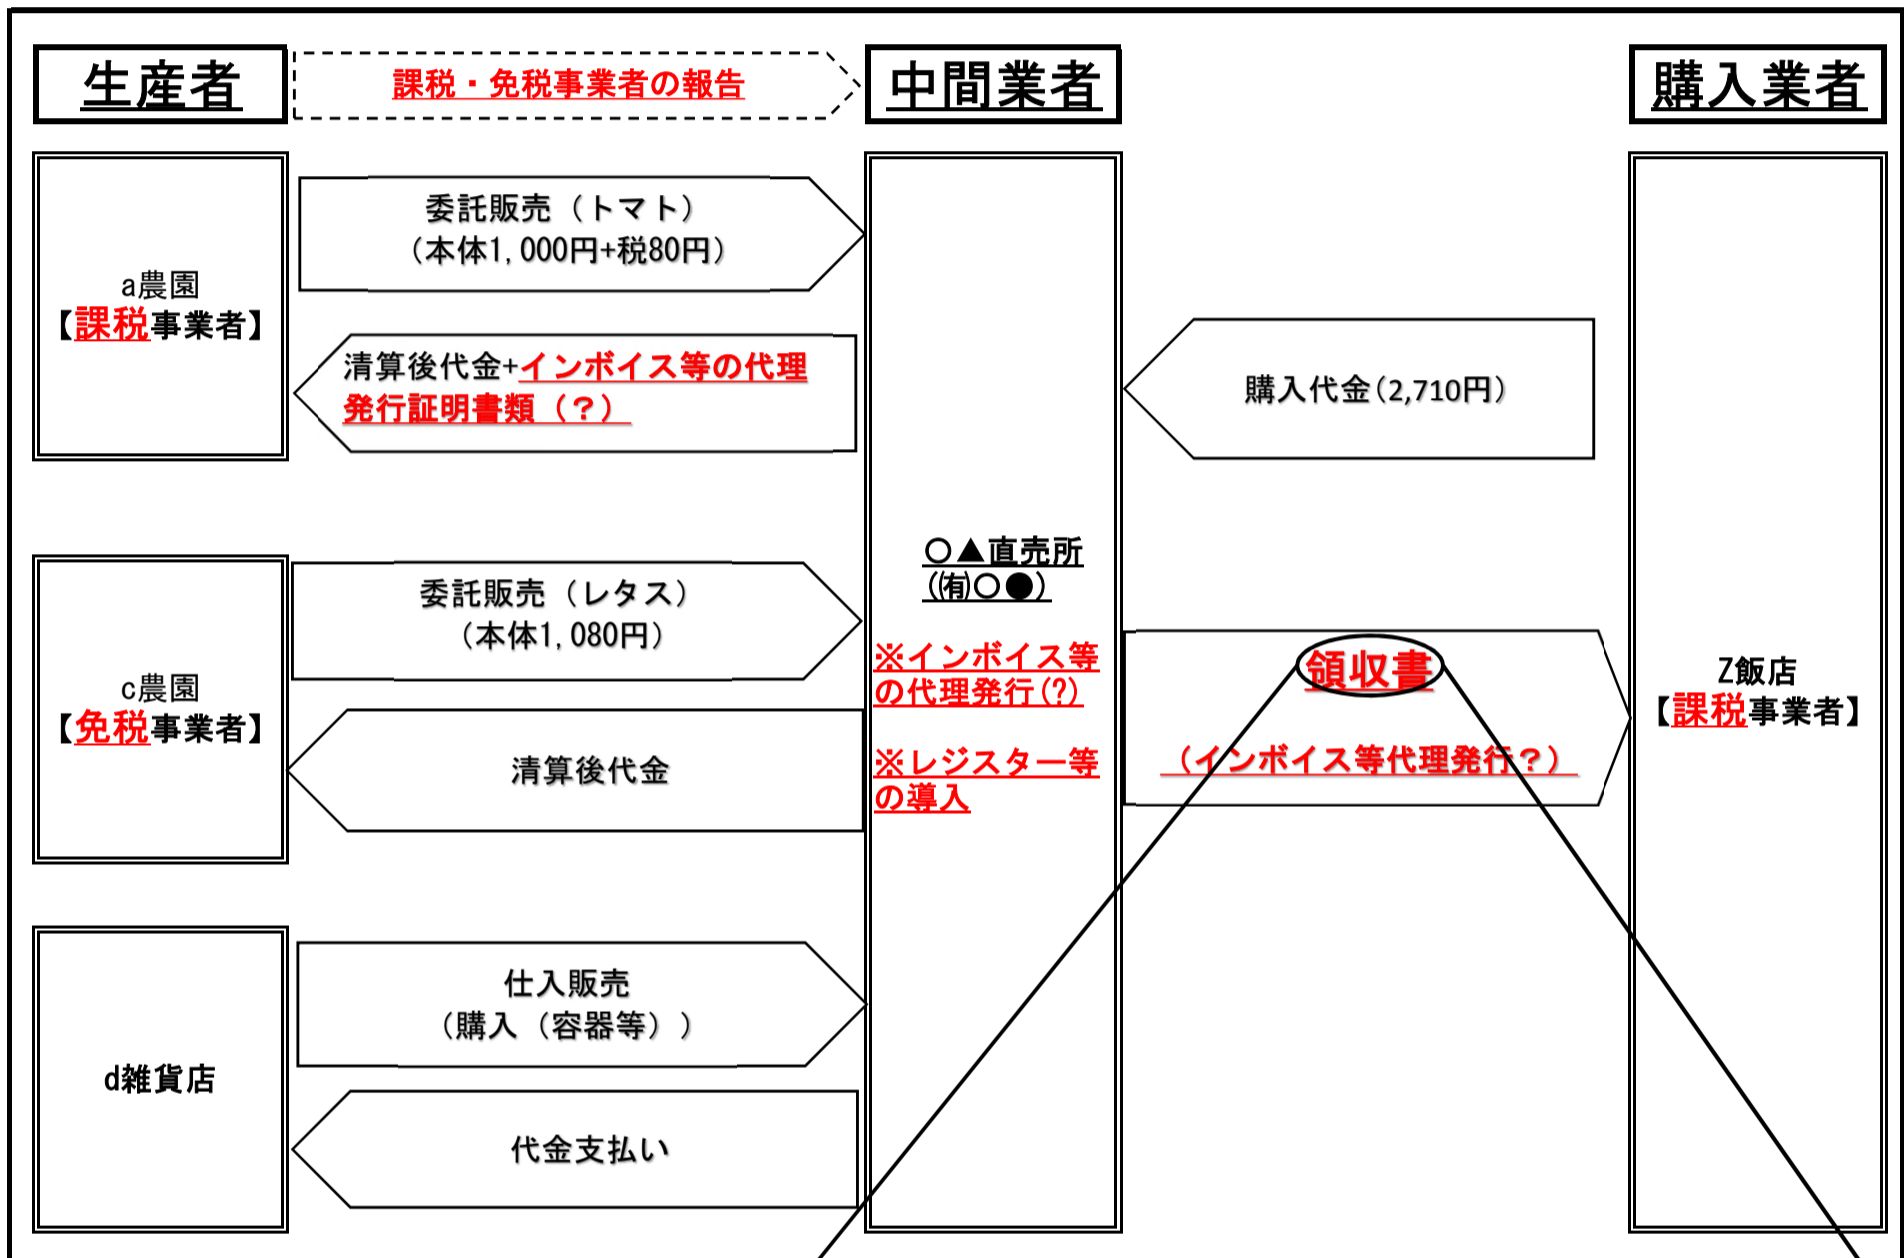 生産者
課税・免税事業者の報告
中間業者
購入業者
a農園
【課税事業者】
委託販売（トマト）
（本体1,000円+税80円）
清算後代金+インボイス等の代理
発行証明書類（？）
c農園
【免税事業者】
委託販売（レタス）
（本体1,080円）
清算後代金
d雑貨店
仕入販売
（購入（容器等））
代金支払い
〇▲直売所
（㈲〇●）
※インボイス等
の代理発行(?)
※レジスター等
の導入
購入代金(2,710円)
領収書
（インボイス等代理発行？）
Z飯店
【課税事業者】